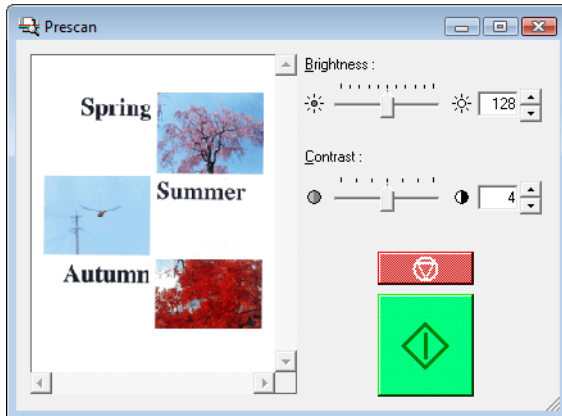 Prescan
Brightness :
128
Contrast :
4
Spring
Summer
Autumn